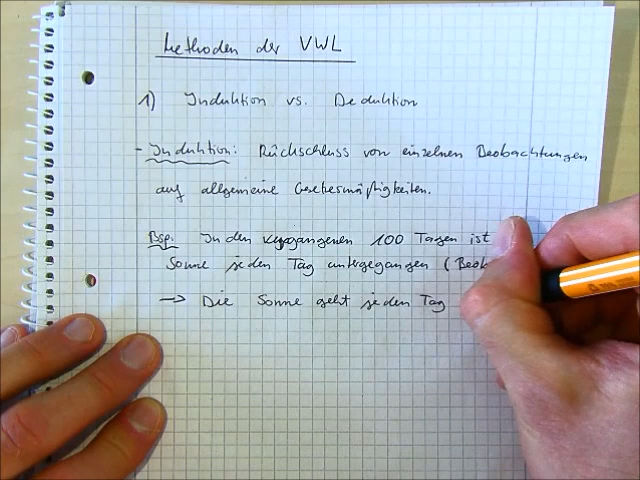 Methoden der VWL
1) Induktion vs. Deduktion
- Induktion: Rückschluss von einzelnen Beobachtungen
auf allgemeine Gesetzesmäßigkeiten.
Bsp: In den vergangenen 100 Tagen ist
Sonne jeden Tag untergegangen (Beob
→ Die Sonne geht jeden Tag